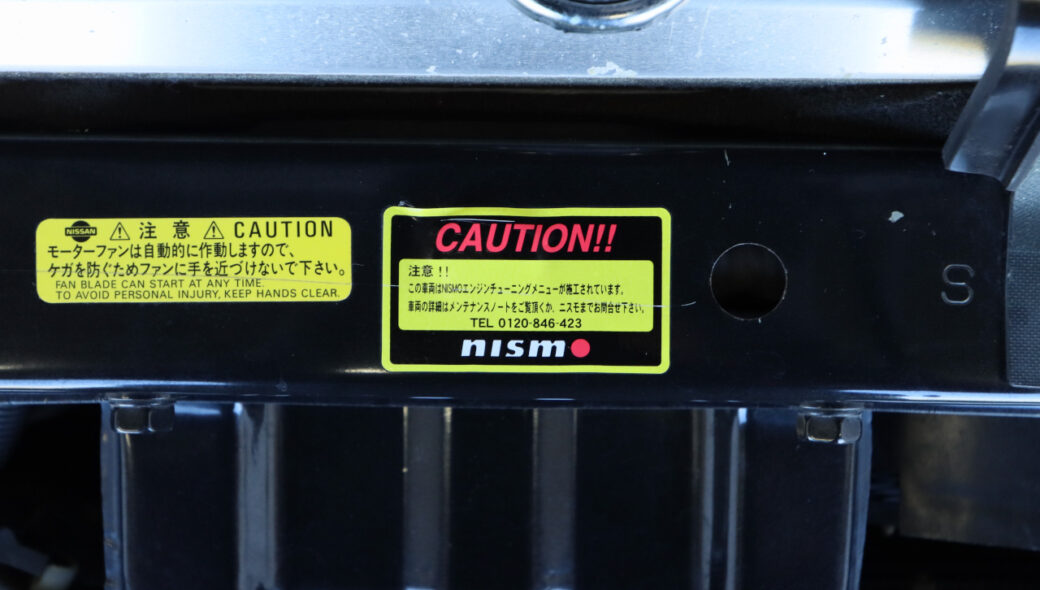 NISSAN 注意 CAUTION
モーターファンは自動的に作動しますので、
ケガを防ぐためファンに手を近づけないで下さい。
FAN BLADE CAN START AT ANY TIME.
TO AVOID PERSONAL INJURY, KEEP HANDS CLEAR.
CAUTION!!
注意!!
この車両はNISMOエンジンチューニングメニューが施工されています。
車両の詳細はメンテナンスノートをご覧頂くか、ニスモまでお問合せ下さい。
TEL 0120-846-423
nismo
S